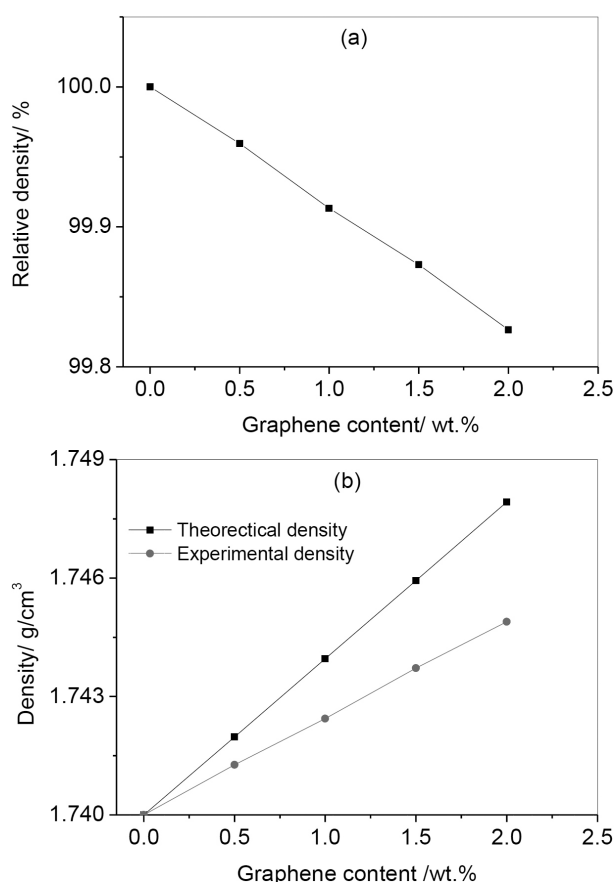 (a)
100.0
99.9
99.8
Relative density/ %
0.0 0.5 1.0 1.5 2.0 2.5
Graphene content/ wt.%
(b)
1.749
1.746
1.743
1.740
Density/ g/cm³
Theorectical density
Experimental density
0.0 0.5 1.0 1.5 2.0 2.5
Graphene content /wt.%